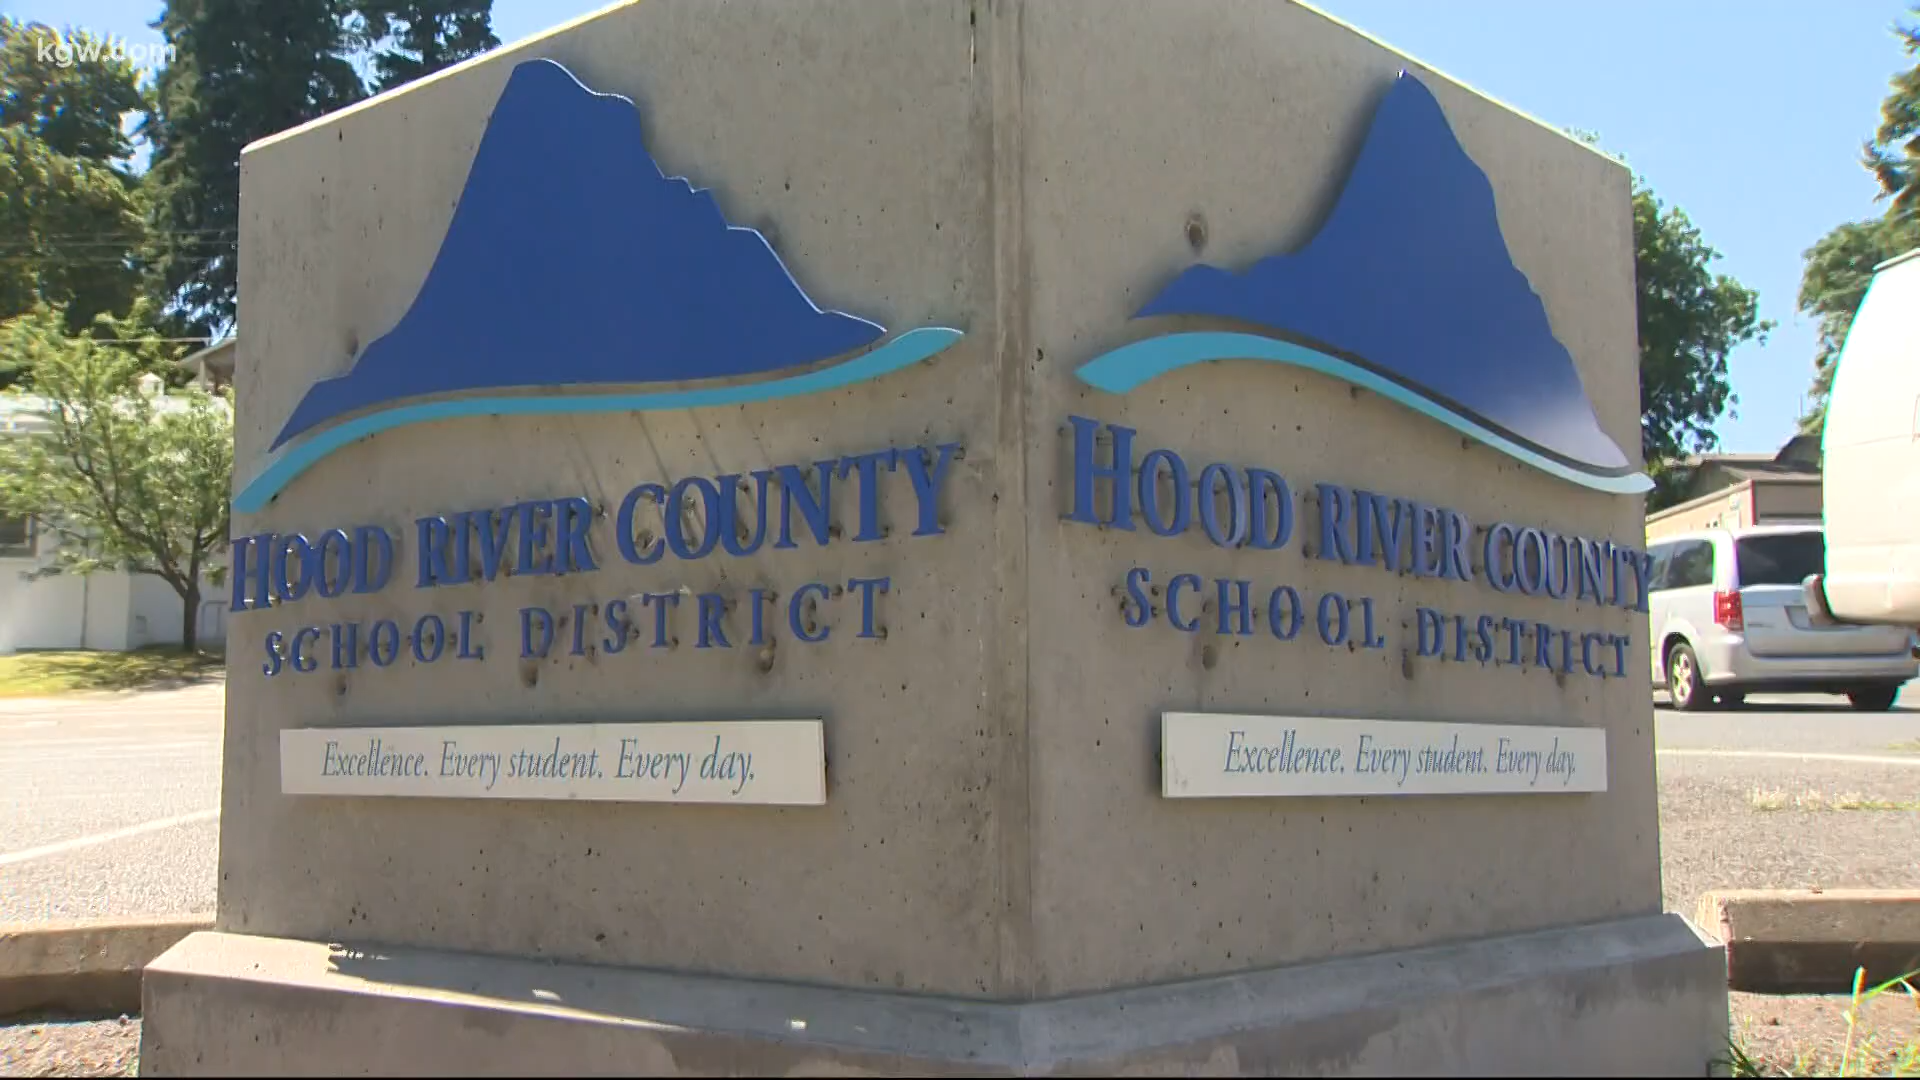 kgw.com
HOOD RIVER COUNTY
SCHOOL DISTRICT
Excellence. Every student. Every day.
HOOD RIVER COUNTY
SCHOOL DISTRICT
Excellence. Every student. Every day.